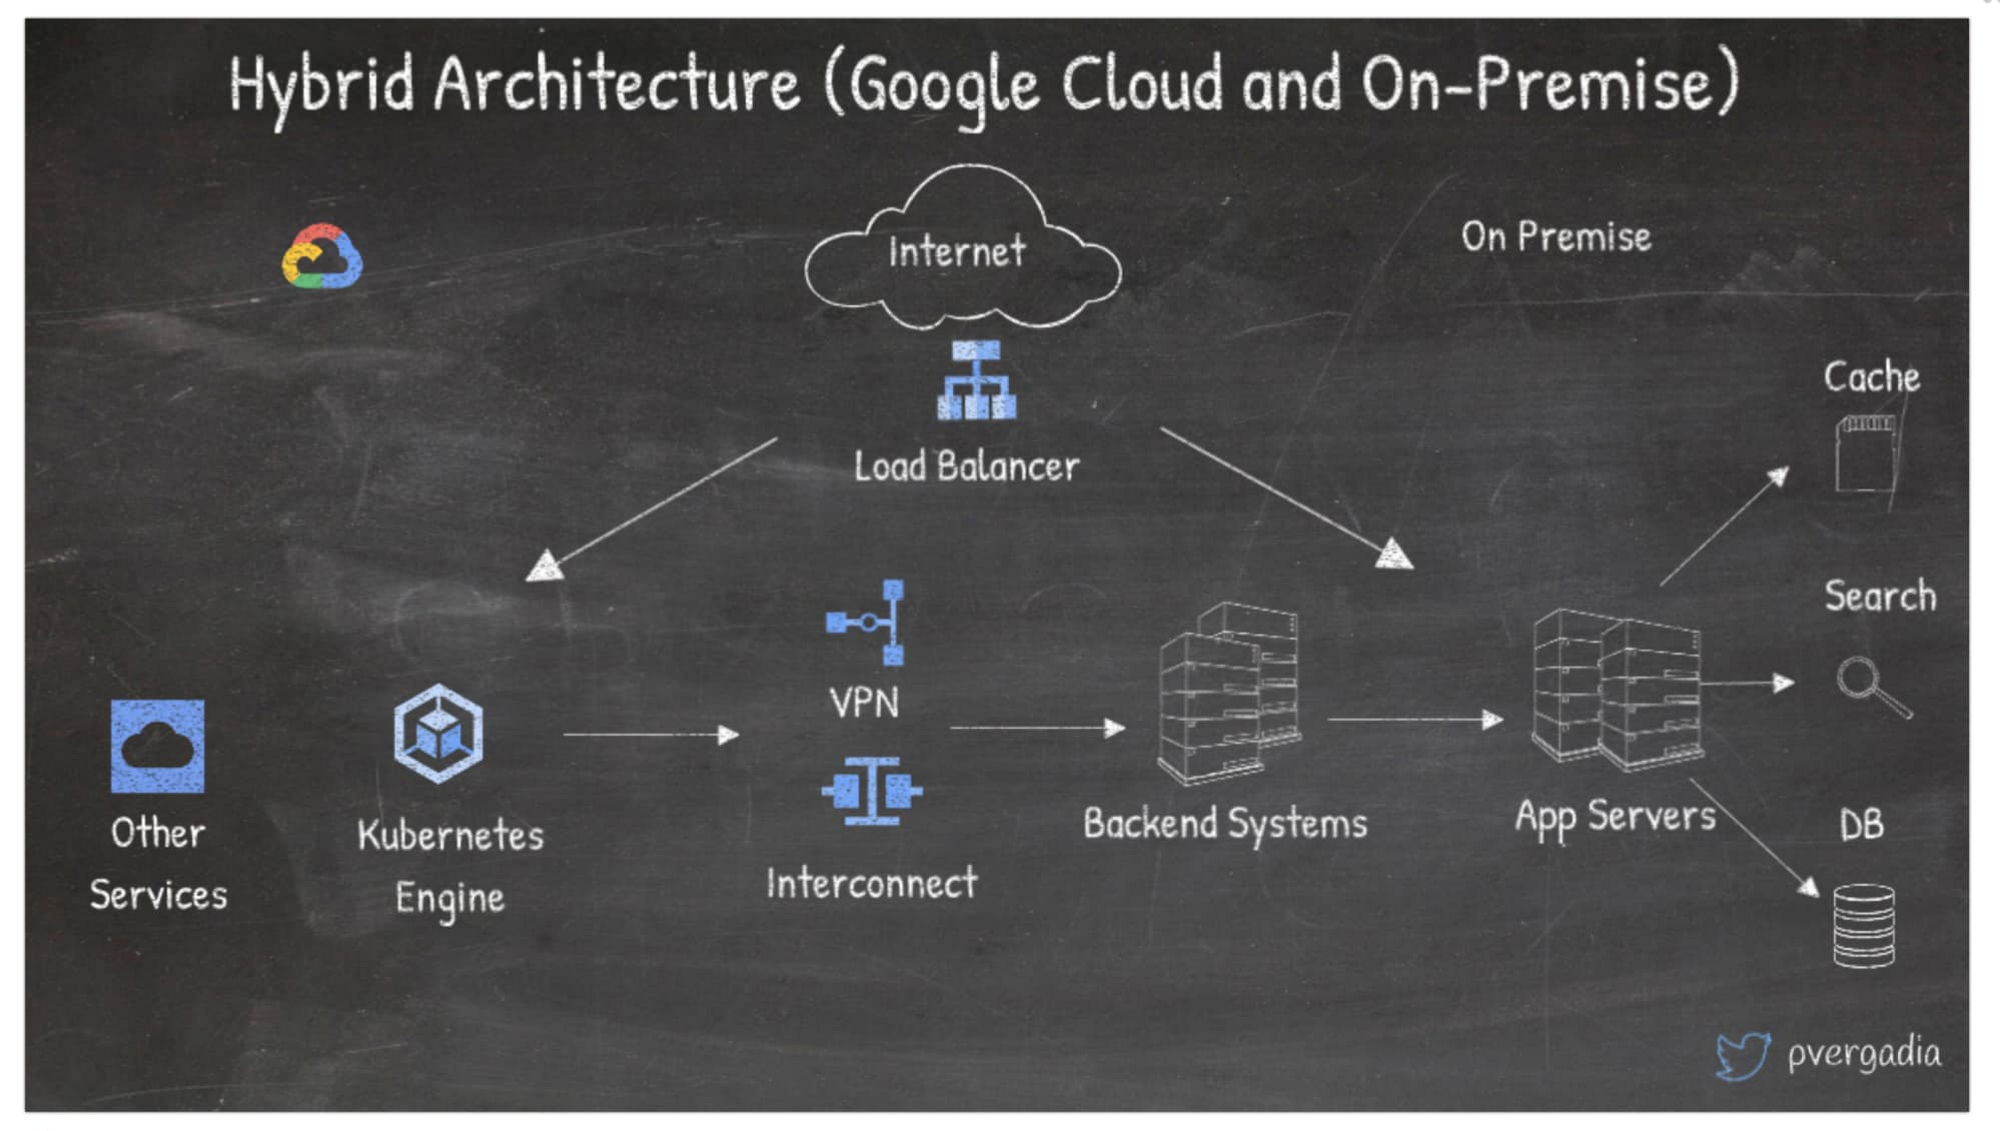 Hybrid Architecture (Google Cloud and On-Premise)
Internet
On Premise
Load Balancer
Cache
Search
VPN
Other
Services
Kubernetes
Engine
Interconnect
Backend Systems
App Servers
DB
pvergadia